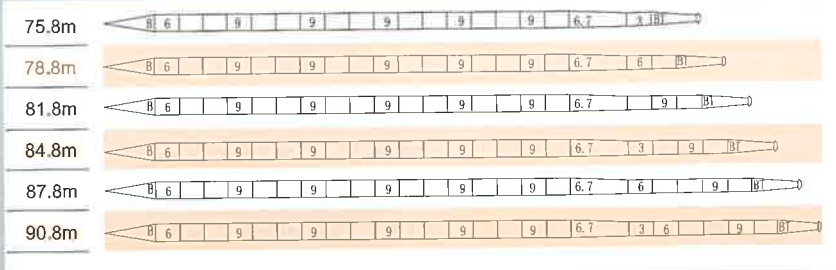 75.8m B 6 9 9 9 9 9 6.7 3 BT
78.8m B 6 9 9 9 9 9 6.7 6 BT
81.8m B 6 9 9 9 9 9 6.7 9 BT
84.8m B 6 9 9 9 9 9 6.7 3 9 BT
87.8m B 6 9 9 9 9 9 6.7 6 9 BT
90.8m B 6 9 9 9 9 9 6.7 3 6 9 BT